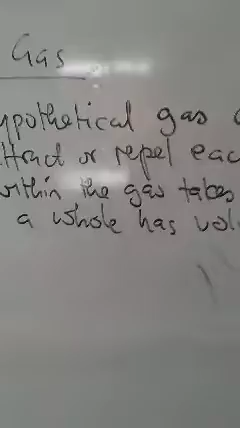 Gas
ypothetical gas
ttract or repel eac
within the gas takes
a whole has vol